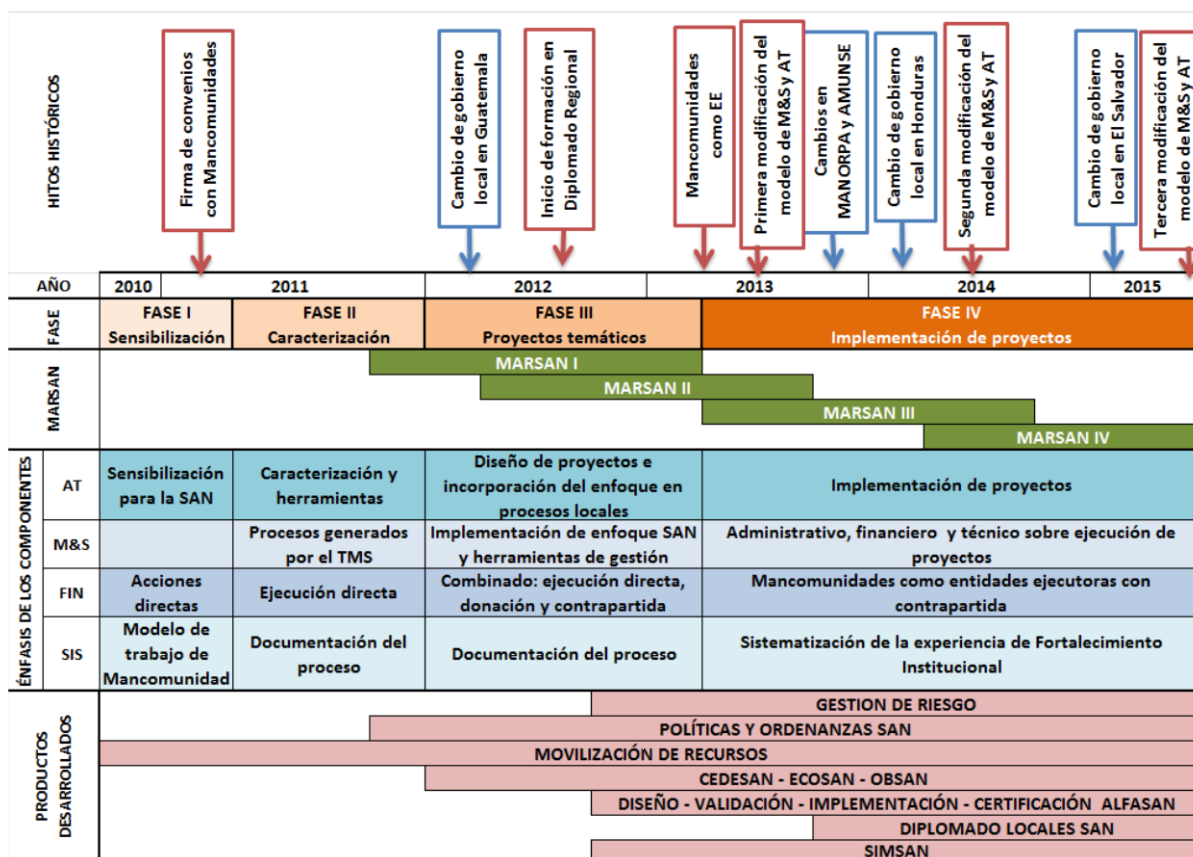 HITOS HISTÓRICOS
Firma de convenios
con Mancomunidades
Cambio de gobierno
local en Guatemala
Inicio de formación en
Diplomado Regional
Mancomunidades
como EE
Primera modificación del
modelo de M&S y AT
Cambios en
MANORPA y AMUNSE
Cambio de gobierno
local en Honduras
Segunda modificación del
modelo de M&S y AT
Cambio de gobierno
local en El Salvador
Tercera modificación del
modelo de M&S y AT
AÑO
2010
2011
2012
2013
2014
2015
FASE
FASE I
Sensibilización
FASE II
Caracterización
FASE III
Proyectos temáticos
FASE IV
Implementación de proyectos
MARSAN
MARSAN I
MARSAN II
MARSAN III
MARSAN IV
ÉNFASIS DE LOS COMPONENTES
AT
Sensibilización
para la SAN
Caracterización y
herramientas
Diseño de proyectos e
incorporación del enfoque en
procesos locales
Implementación de proyectos
M&S
Procesos generados
por el TMS
Implementación de enfoque SAN
y herramientas de gestión
Administrativo, financiero y técnico sobre ejecución de
proyectos
FIN
Acciones
directas
Ejecución directa
Combinado: ejecución directa,
donación y contrapartida
Mancomunidades como entidades ejecutoras con
contrapartida
SIS
Modelo de
trabajo de
Mancomunidad
Documentación del
proceso
Documentación del proceso
Sistematización de la experiencia de Fortalecimiento
Institucional
PRODUCTOS
DESARROLLADOS
GESTION DE RIESGO
POLÍTICAS Y ORDENANZAS SAN
MOVILIZACIÓN DE RECURSOS
CEDESAN - ECOSAN - OBSAN
DISEÑO - VALIDACIÓN - IMPLEMENTACIÓN - CERTIFICACIÓN ALFASAN
DIPLOMADO LOCALES SAN
SIMSAN